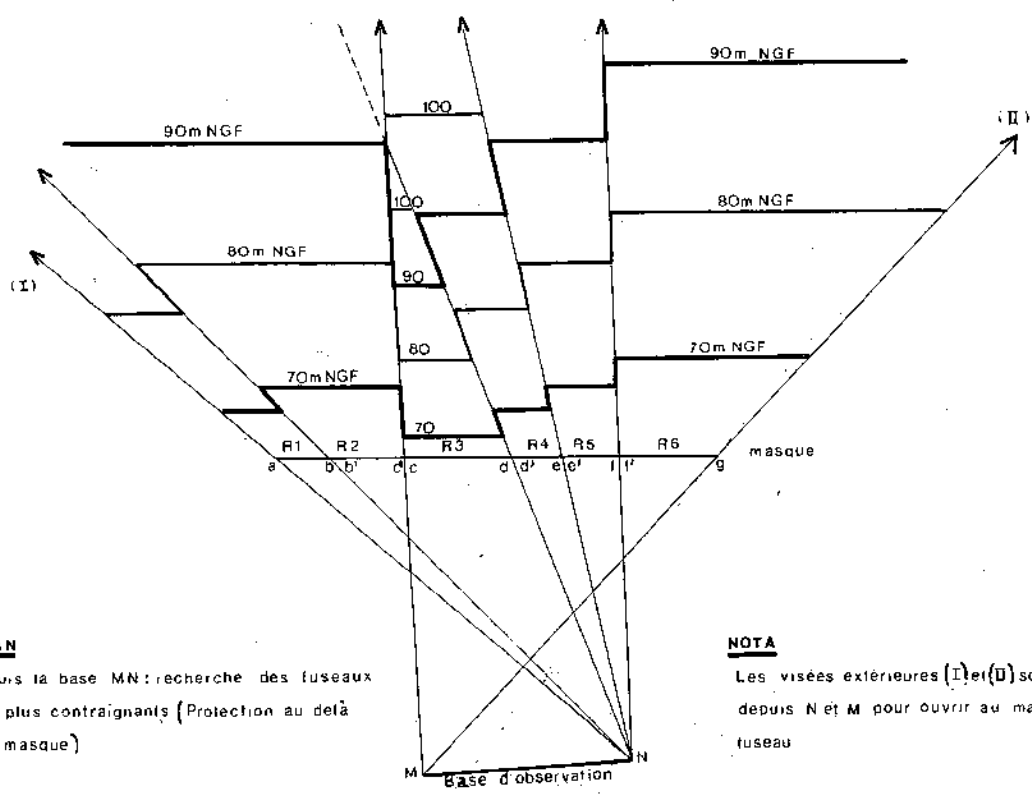 90m NGF
(II)
100
90m NGF
100
80m NGF
80m NGF
(I)
90
80
70m NGF
70m NGF
70
R1 R2 R3 R4 R5 R6
masque
a b b' c' c d d' e e' f f' g
NOTA
uis la base MN: recherche des fuseaux
plus contraignants (Protection au delà
masque)
Les visées extérieures (I) et (II) so
depuis N et M pour ouvrir au ma
fuseau
M N
Base d'observation